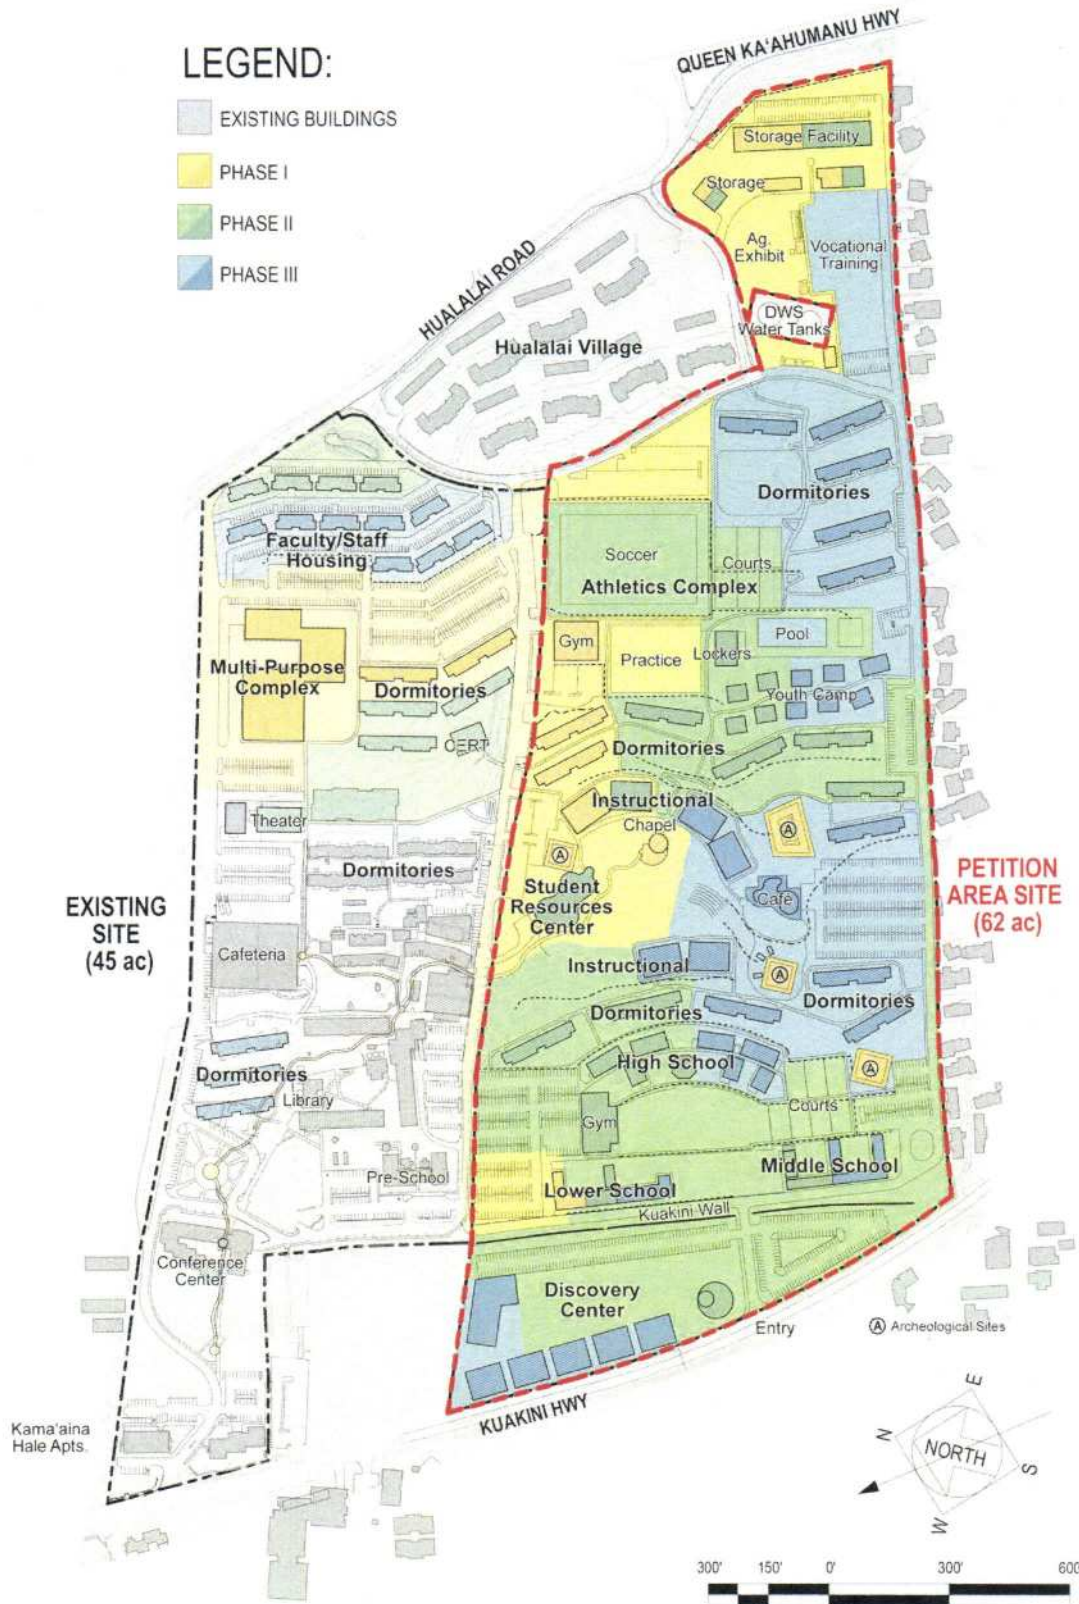 LEGEND:
EXISTING BUILDINGS
PHASE I
PHASE II
PHASE III
QUEEN KA'AHUMANU HWY
Storage Facility
Storage
Ag.
Exhibit
Vocational
Training
HUALALAI ROAD
DWS
Water Tanks
Hualalai Village
Dormitories
Faculty/Staff
Housing
Soccer
Courts
Athletics Complex
Gym
Practice
Lockers
Pool
Multi-Purpose
Complex
Dormitories
Youth Camp
CERT
Dormitories
Instructional
Chapel
Theater
A
A
Dormitories
Student
Resources
Center
Café
PETITION
AREA SITE
(62 ac)
EXISTING
SITE
(45 ac)
Cafeteria
Instructional
A
Dormitories
Dormitories
High School
A
Dormitories
Library
Courts
Gym
Pre-School
Lower School
Middle School
Kuakini Wall
Conference
Center
Discovery
Center
Entry
A Archeological Sites
KUAKINI HWY
Kama'aina
Hale Apts.
N
E
NORTH
S
W
300' 150' 0' 300' 600